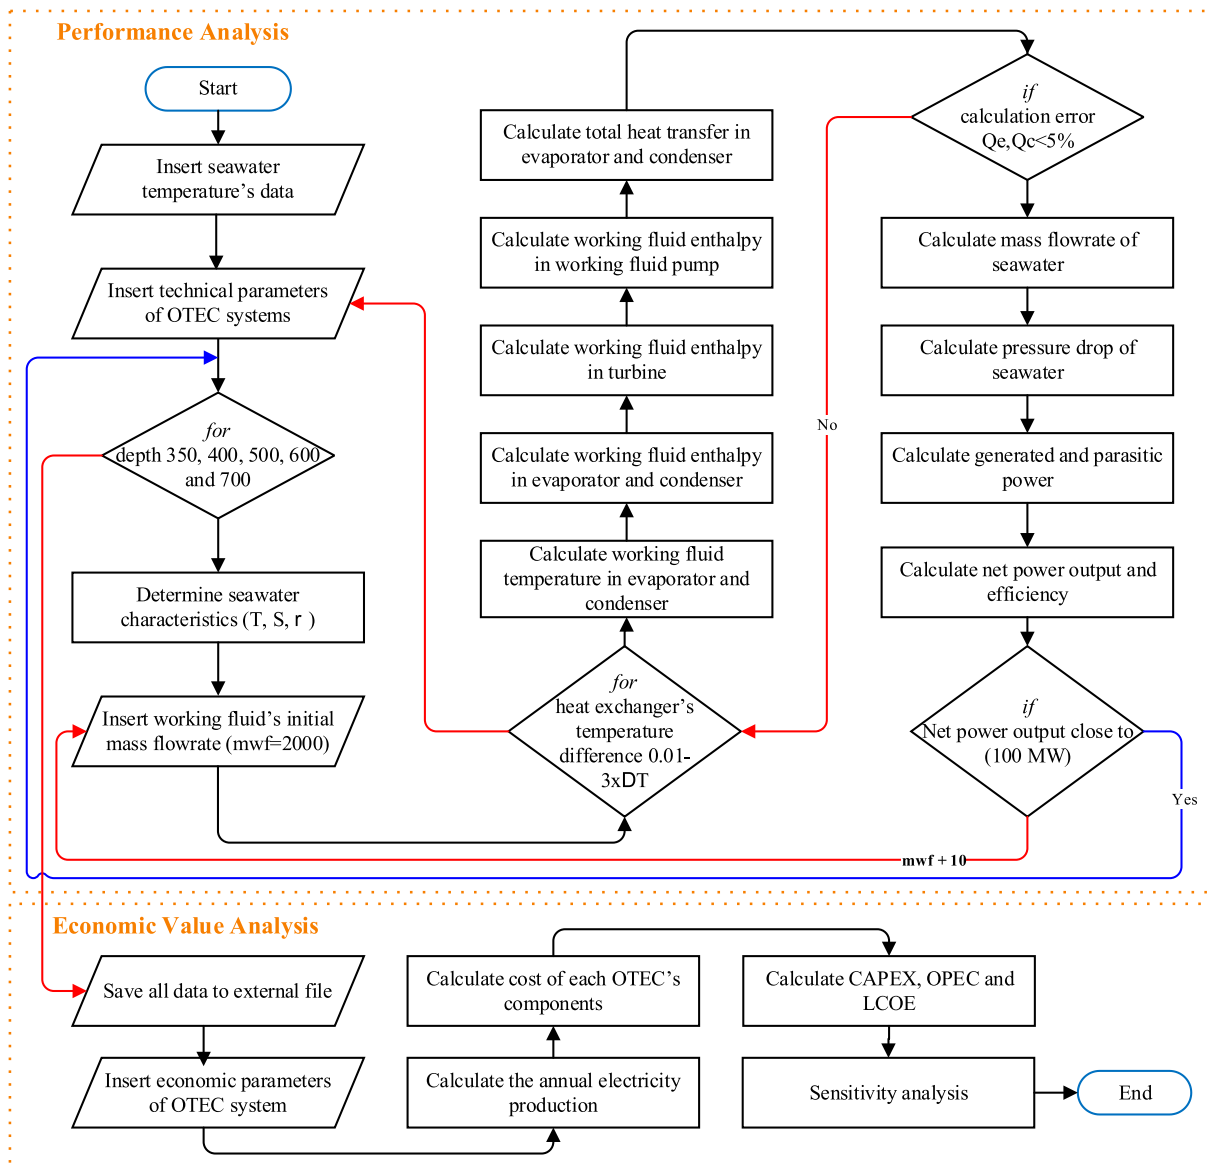 Performance Analysis
Start
Insert seawater
temperature’s data
Insert technical parameters
of OTEC systems
for
depth 350, 400, 500, 600
and 700
Determine seawater
characteristics (T, S, r )
Insert working fluid’s initial
mass flowrate (mwf=2000)
for
heat exchanger’s
temperature
difference 0.01-
3xDT
Calculate working fluid
temperature in evaporator and
condenser
Calculate working fluid enthalpy
in evaporator and condenser
Calculate working fluid enthalpy
in turbine
Calculate working fluid enthalpy
in working fluid pump
Calculate total heat transfer in
evaporator and condenser
if
calculation error
Qe,Qc<5%
No
Calculate mass flowrate of
seawater
Calculate pressure drop of
seawater
Calculate generated and parasitic
power
Calculate net power output and
efficiency
if
Net power output close to
(100 MW)
Yes
mwf + 10
Economic Value Analysis
Save all data to external file
Insert economic parameters
of OTEC system
Calculate the annual electricity
production
Calculate cost of each OTEC’s
components
Calculate CAPEX, OPEC and
LCOE
Sensitivity analysis
End